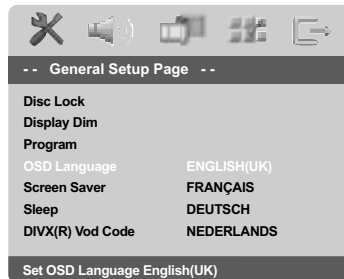 - - General Setup Page - -
Disc Lock
Display Dim
Program
OSD Language ENGLISH(UK)
Screen Saver FRANÇAIS
Sleep DEUTSCH
DIVX(R) Vod Code NEDERLANDS
Set OSD Language English(UK)